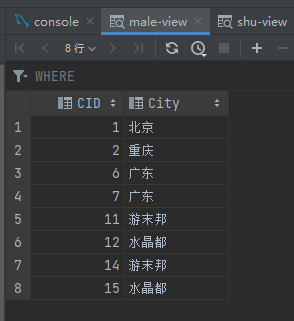 console male-view shu-view
8 行
WHERE
CID City
1 1 北京
2 2 重庆
3 6 广东
4 7 广东
5 11 游末邦
6 12 水晶都
7 14 游末邦
8 15 水晶都